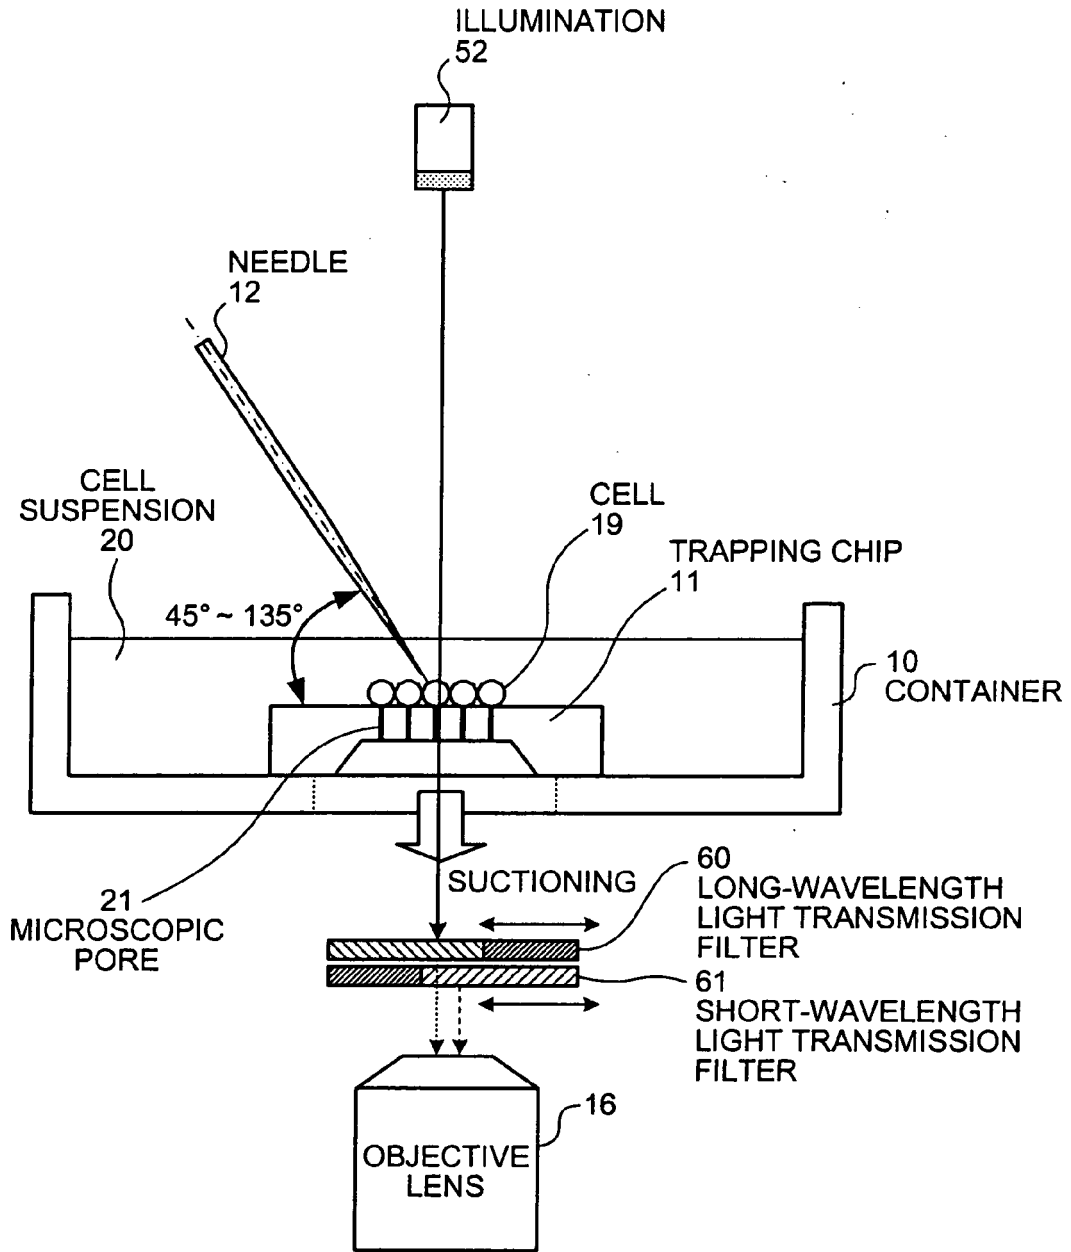 ILLUMINATION
52
NEEDLE
12
CELL
SUSPENSION
20
CELL
19
TRAPPING CHIP
11
45° ~ 135°
10
CONTAINER
SUCTIONING
21
MICROSCOPIC
PORE
60
LONG-WAVELENGTH
LIGHT TRANSMISSION
FILTER
61
SHORT-WAVELENGTH
LIGHT TRANSMISSION
FILTER
16
OBJECTIVE
LENS